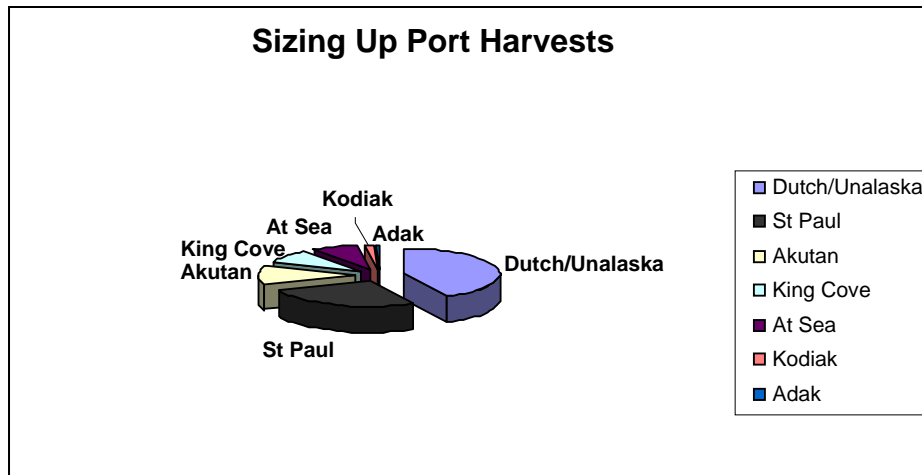 Sizing Up Port Harvests
Kodiak
At Sea
Adak
King Cove
Akutan
Dutch/Unalaska
St Paul
Dutch/Unalaska
St Paul
Akutan
King Cove
At Sea
Kodiak
Adak